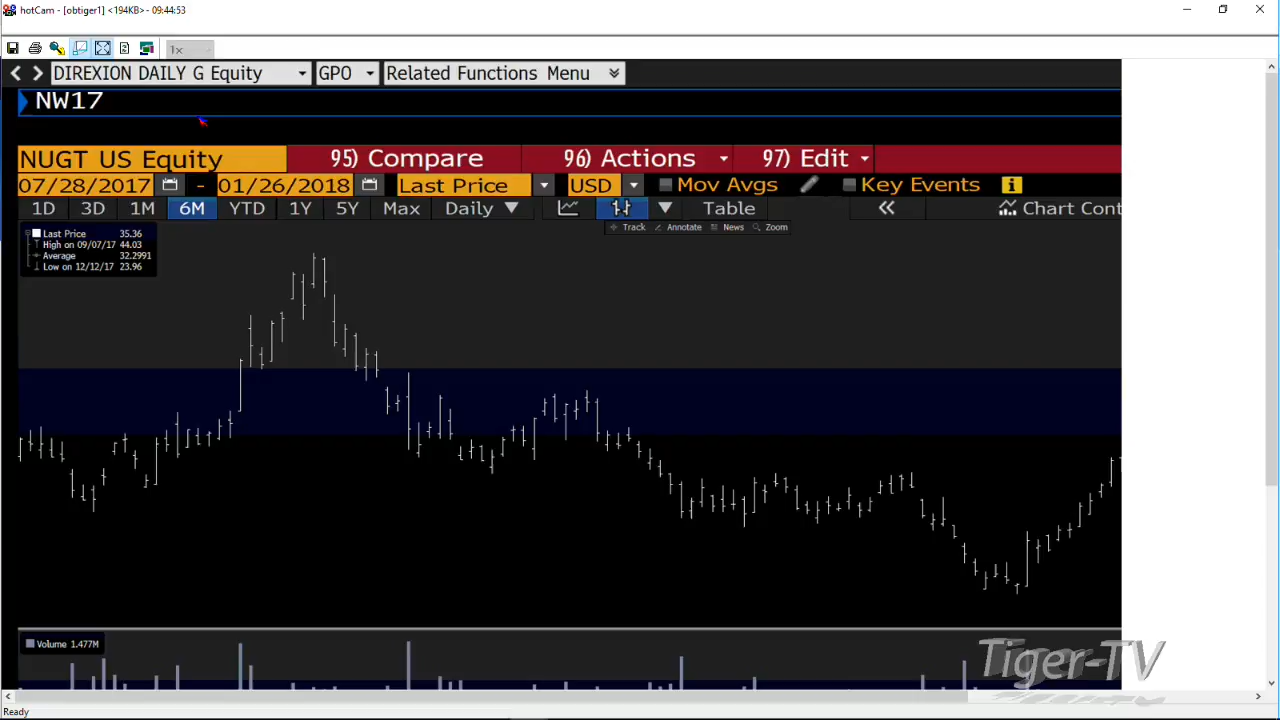 hotCam - [obtiger1] <194KB> - 09:44:53
1x
DIREXION DAILY G Equity GPO Related Functions Menu
NW17
NUGT US Equity 95) Compare 96) Actions 97) Edit
07/28/2017 - 01/26/2018 Last Price USD Mov Avgs Key Events
1D 3D 1M 6M YTD 1Y 5Y Max Daily Table Chart Cont
Track Annotate News Zoom
Last Price 35.36
High on 09/07/17 44.03
Average 32.2991
Low on 12/12/17 23.96
Volume 1.477M
Tiger-TV
Ready